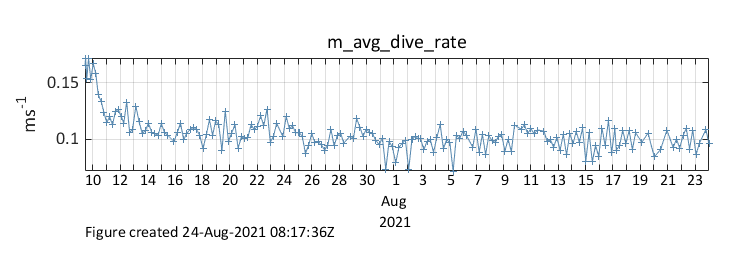 m_avg_dive_rate
0.15
0.1
ms-1
10 12 14 16 18 20 22 24 26 28 30 1 3 5 7 9 11 13 15 17 19 21 23
Aug
2021
Figure created 24-Aug-2021 08:17:36Z